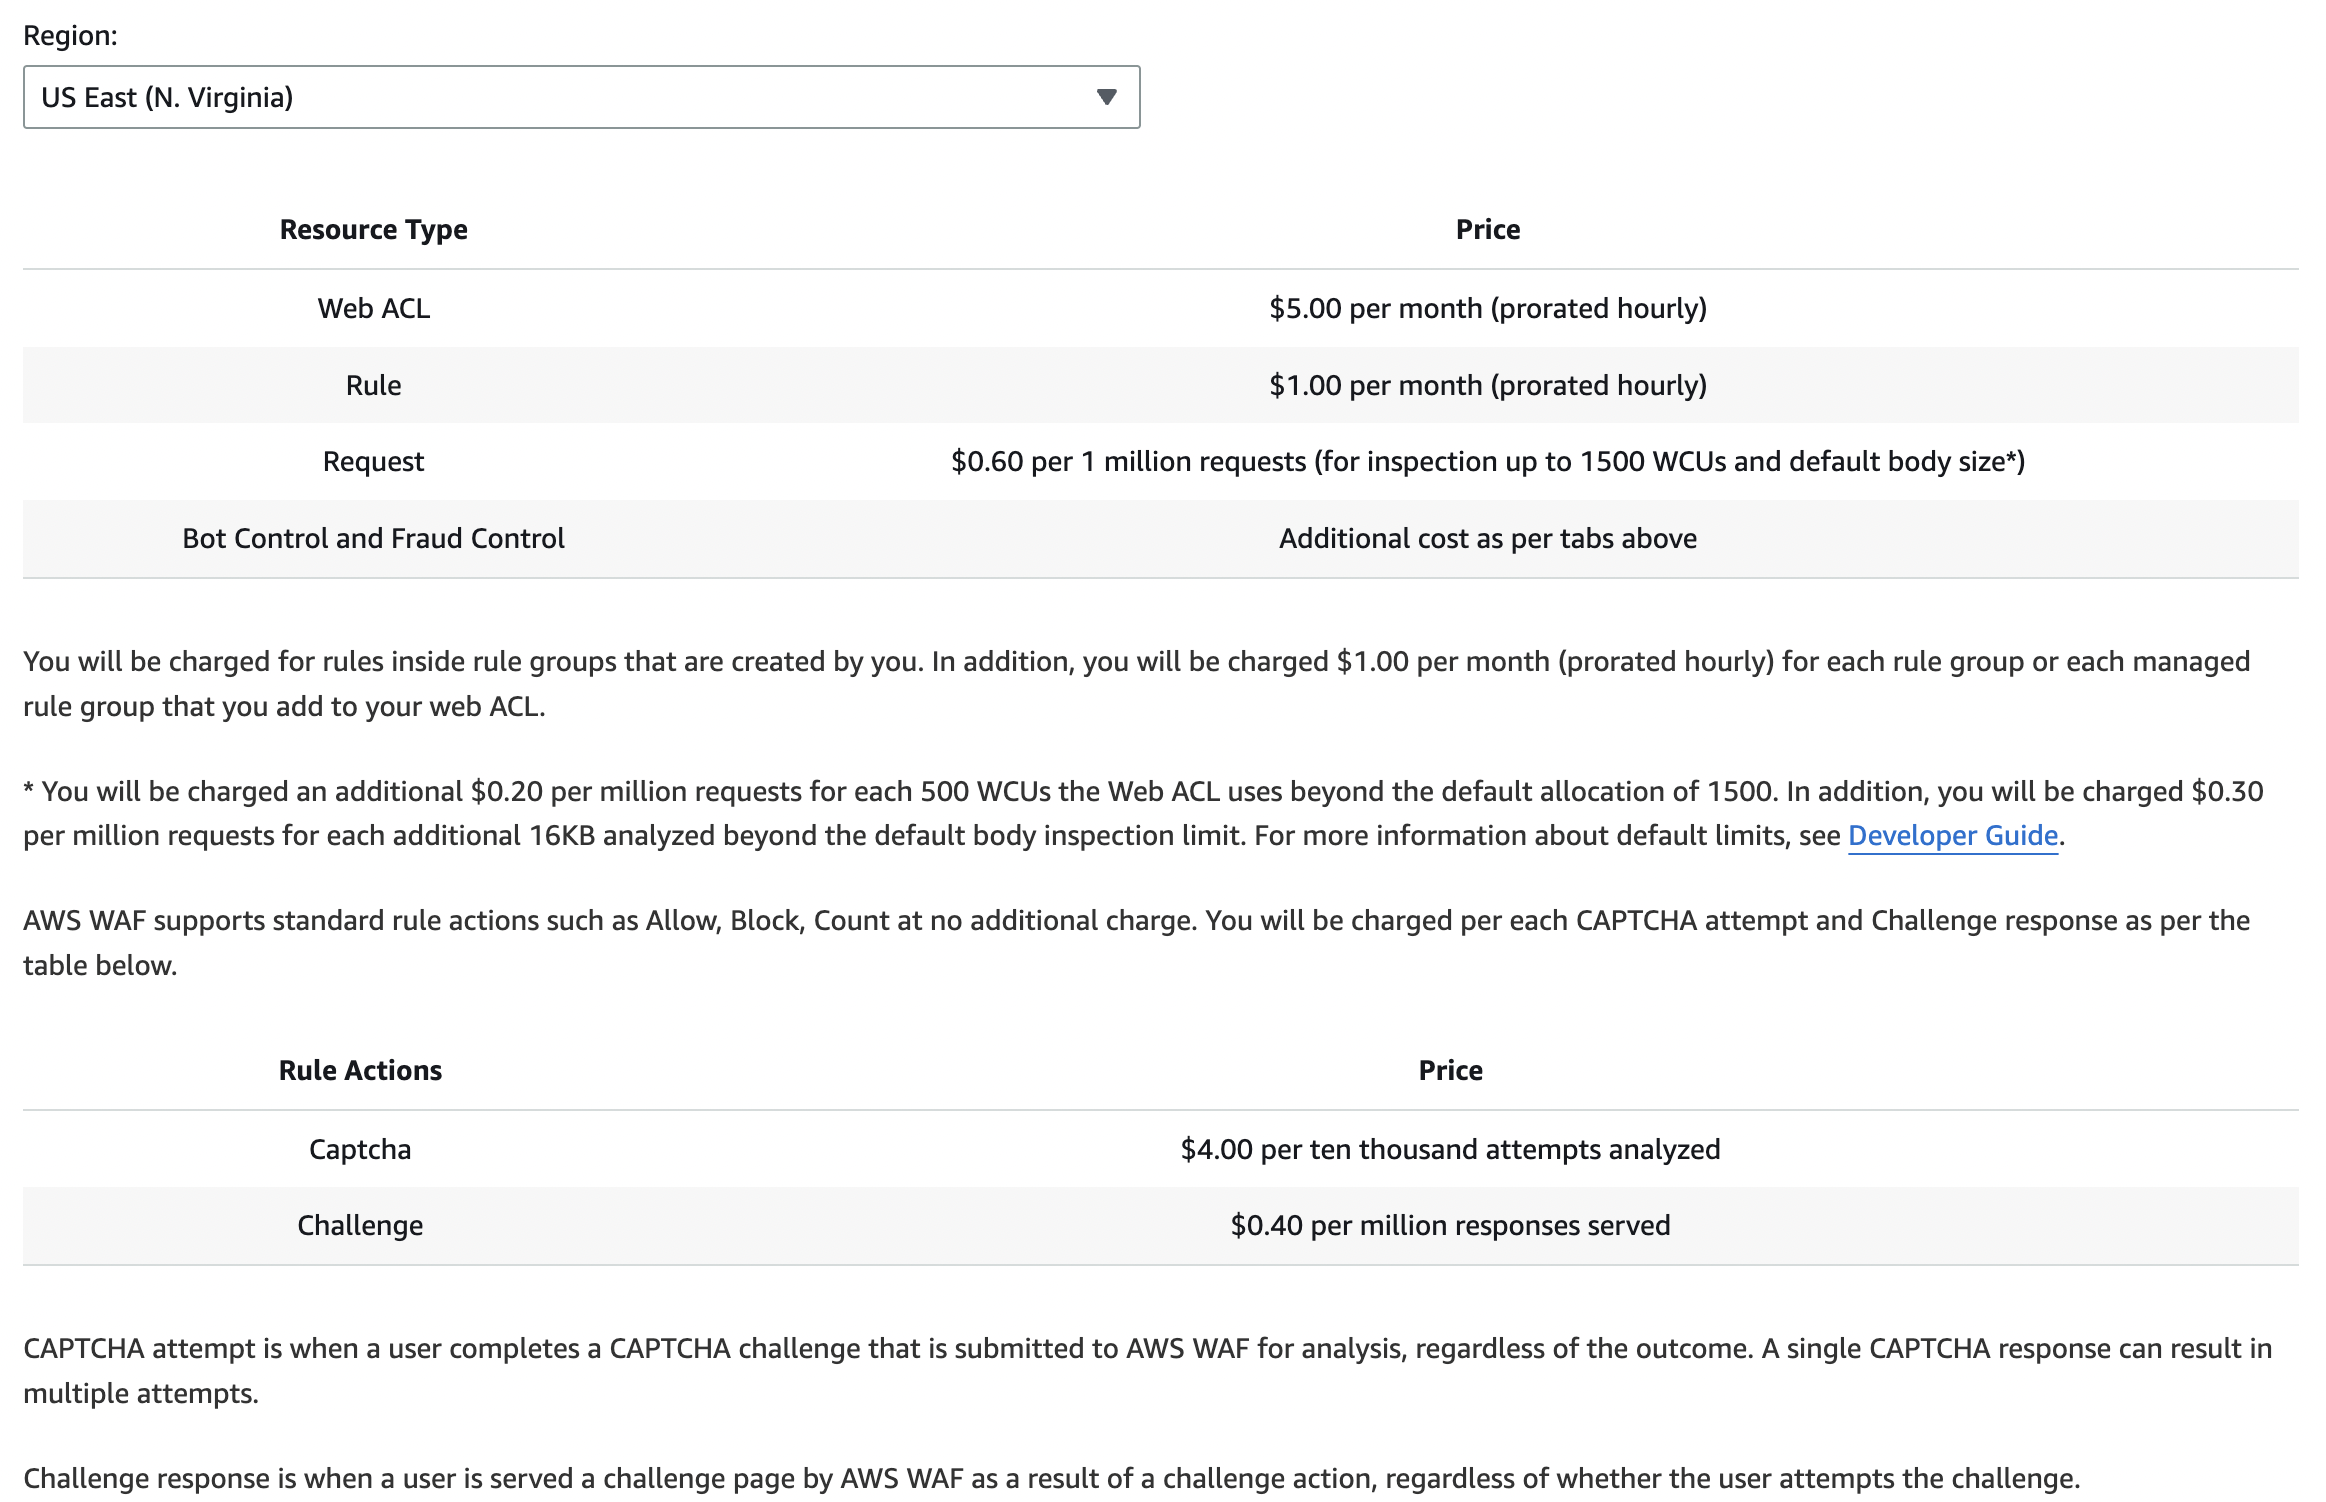 Region:
US East (N. Virginia)
Resource Type Price
Web ACL $5.00 per month (prorated hourly)
Rule $1.00 per month (prorated hourly)
Request $0.60 per 1 million requests (for inspection up to 1500 WCUs and default body size*)
Bot Control and Fraud Control Additional cost as per tabs above
You will be charged for rules inside rule groups that are created by you. In addition, you will be charged $1.00 per month (prorated hourly) for each rule group or each managed
rule group that you add to your web ACL.
* You will be charged an additional $0.20 per million requests for each 500 WCUs the Web ACL uses beyond the default allocation of 1500. In addition, you will be charged $0.30
per million requests for each additional 16KB analyzed beyond the default body inspection limit. For more information about default limits, see Developer Guide.
AWS WAF supports standard rule actions such as Allow, Block, Count at no additional charge. You will be charged per each CAPTCHA attempt and Challenge response as per the
table below.
Rule Actions Price
Captcha $4.00 per ten thousand attempts analyzed
Challenge $0.40 per million responses served
CAPTCHA attempt is when a user completes a CAPTCHA challenge that is submitted to AWS WAF for analysis, regardless of the outcome. A single CAPTCHA response can result in
multiple attempts.
Challenge response is when a user is served a challenge page by AWS WAF as a result of a challenge action, regardless of whether the user attempts the challenge.